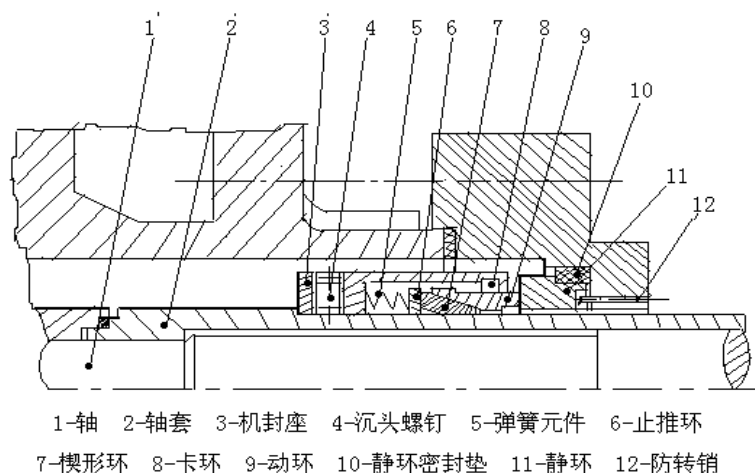 1 2 3 4 5 6 7 8 9
10
11
12
1-轴 2-轴套 3-机封座 4-沉头螺钉 5-弹簧元件 6-止推环
7-楔形环 8-卡环 9-动环 10-静环密封垫 11-静环 12-防转销